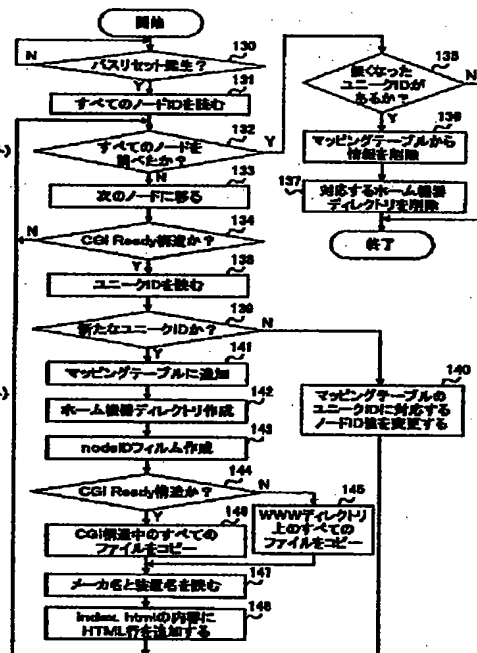 開始
130
N
バスリセット発生?
Y
131
すべてのノードIDを読む
132
すべてのノードを
調べたか?
Y
N
133
次のノードに移る
134
N
CGI Ready構造か?
Y
138
ユニークIDを読む
139
新たなユニークIDか?
N
Y
141
マッピングテーブルに追加
142
ホーム機器ディレクトリ作成
143
nodeIDフィルム作成
144
CGI Ready構造か?
N
Y
146
CGI構造中のすべての
ファイルをコピー
145
WWWディレクトリ
上のすべての
ファイルをコピー
147
メーカ名と装置名を読む
148
index.htmlの内容に
HTML行を追加する
135
無くなった
ユニークIDが
あるか?
N
Y
136
マッピングテーブルから
情報を削除
137
対応するホーム機器
ディレクトリを削除
終了
140
マッピングテーブルの
ユニークIDに対応する
ノードID値を変更する